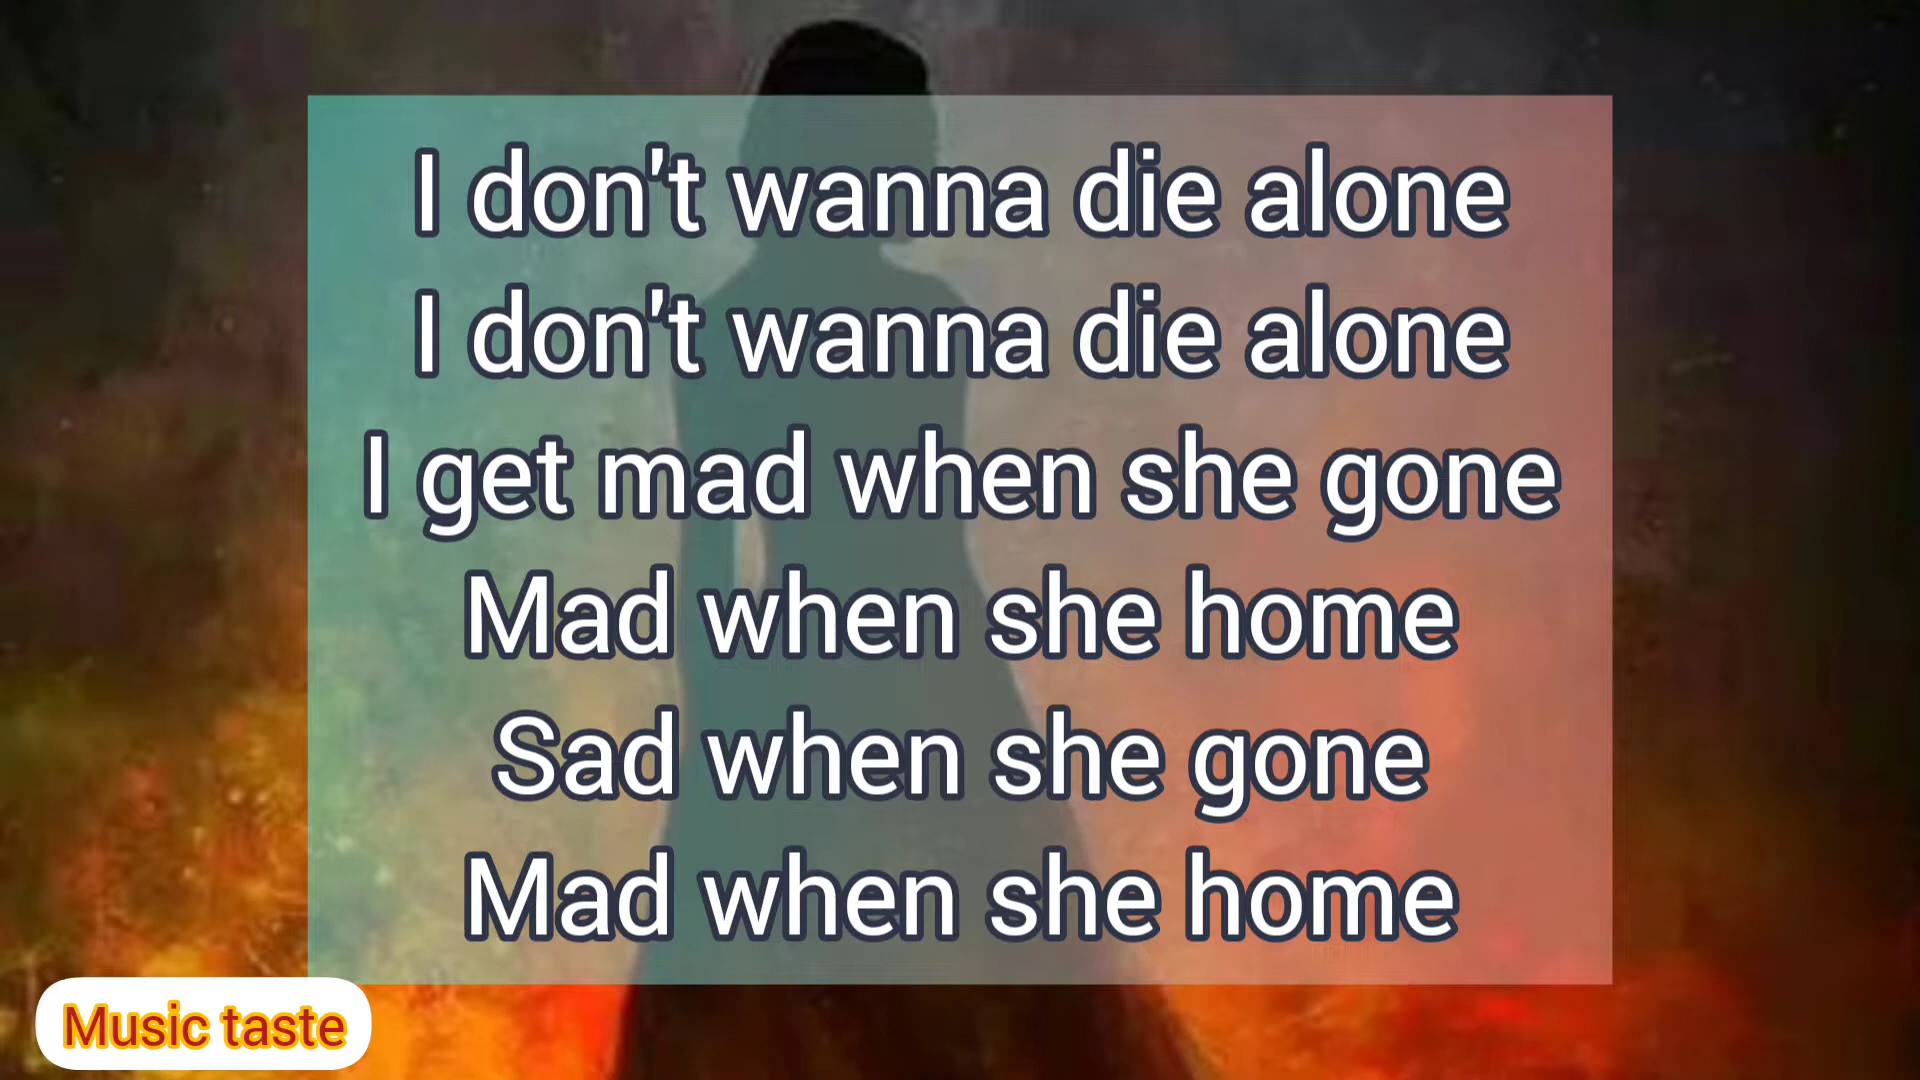 I don't wanna die alone
I don't wanna die alone
I get mad when she gone
Mad when she home
Sad when she gone
Mad when she home
Music taste